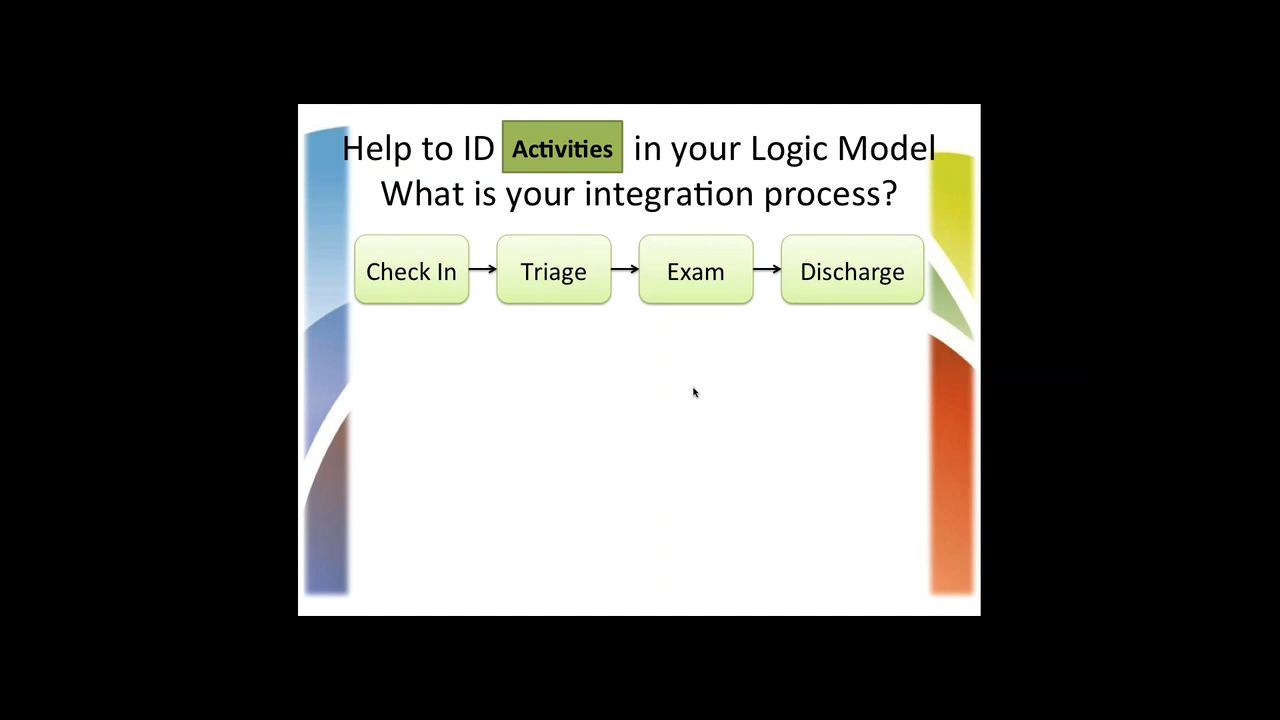 Help to ID Activities in your Logic Model
What is your integration process?
Check In Triage Exam Discharge